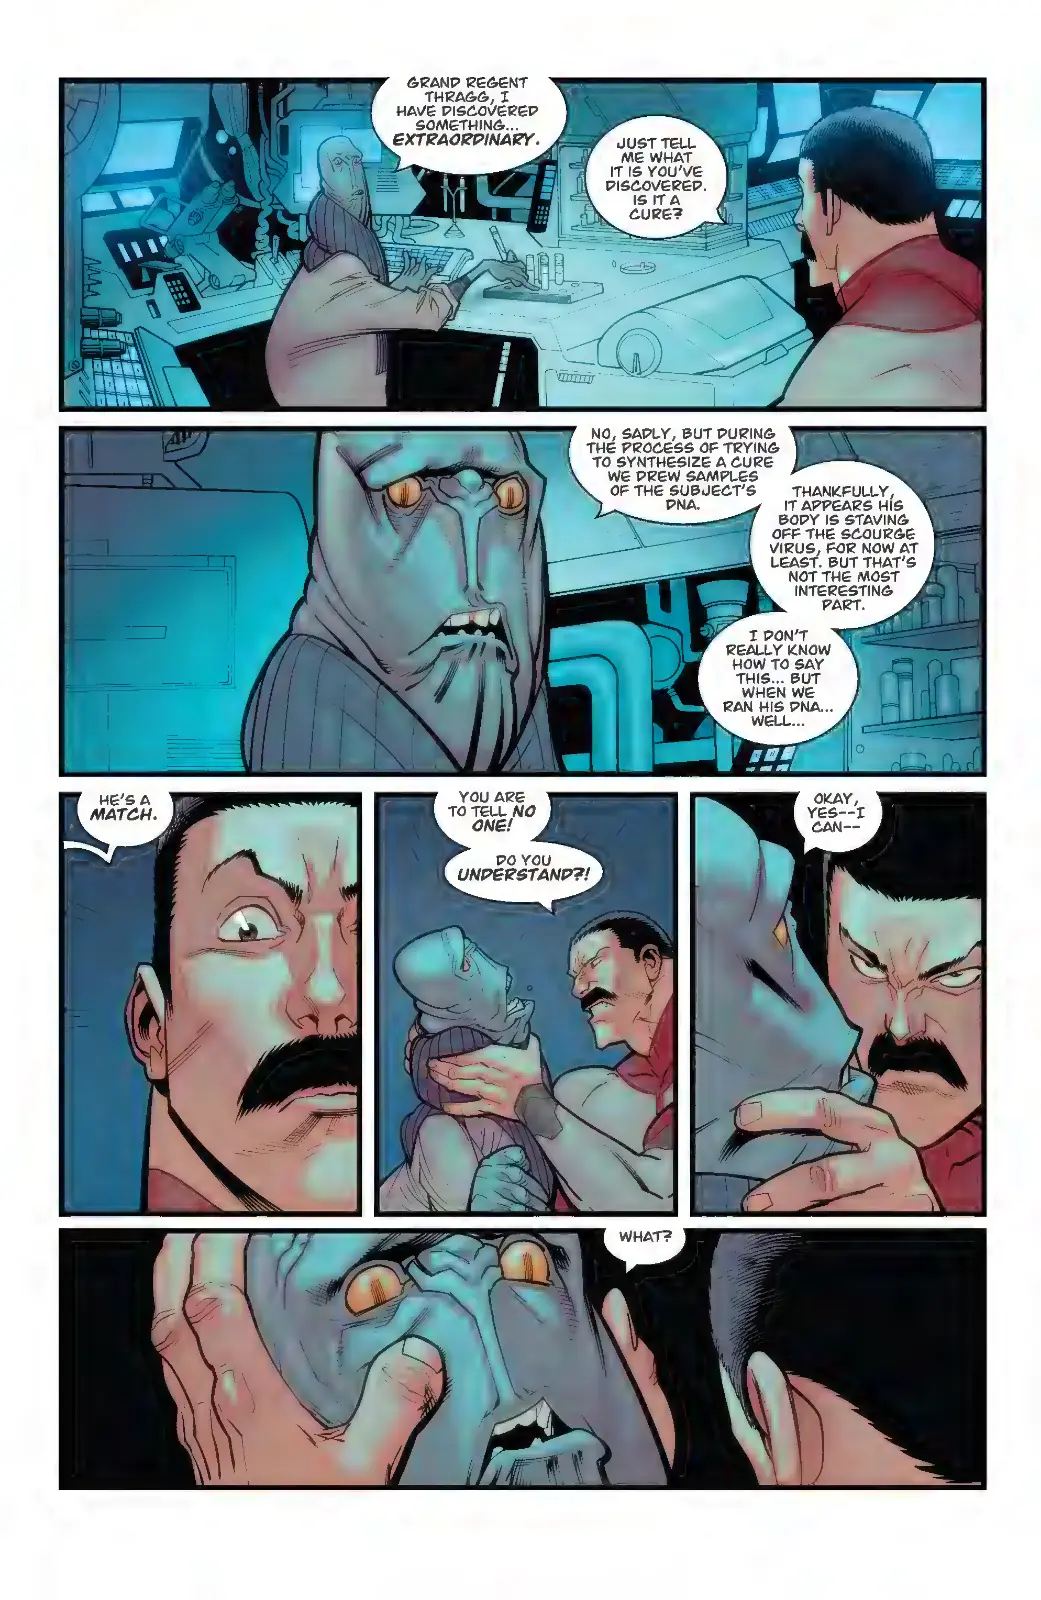 GRAND REGENT
THRAGG, I
HAVE DISCOVERED
SOMETHING...
EXTRAORDINARY.
JUST TELL
ME WHAT
IT IS YOU'VE
DISCOVERED.
IS IT A
CURE?
NO, SADLY, BUT DURING
THE PROCESS OF TRYING
TO SYNTHESIZE A CURE
WE DREW SAMPLES
OF THE SUBJECT'S
DNA.
THANKFULLY,
IT APPEARS HIS
BODY IS STAVING
OFF THE SCOURGE
VIRUS, FOR NOW AT
LEAST. BUT THAT'S
NOT THE MOST
INTERESTING
PART.
I DON'T
REALLY KNOW
HOW TO SAY
THIS... BUT
WHEN WE
RAN HIS DNA...
WELL...
HE'S A
MATCH.
YOU ARE
TO TELL NO
ONE!
DO YOU
UNDERSTAND?!
OKAY,
YES--I
CAN--
WHAT?